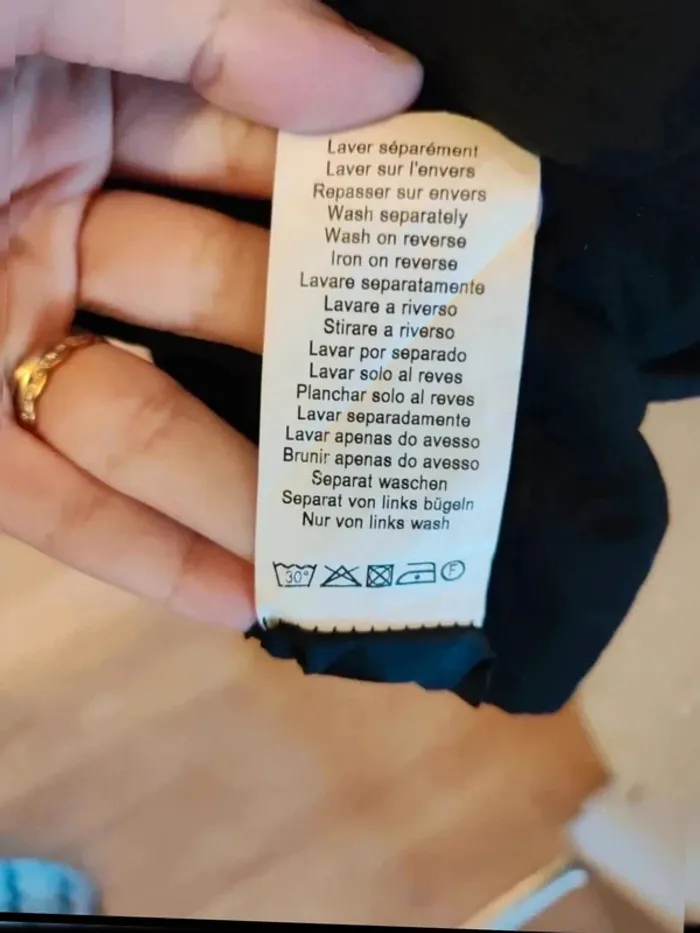 Laver séparément
Laver sur l'envers
Repasser sur envers
Wash separately
Wash on reverse
Iron on reverse
Lavare separatamente
Lavare a riverso
Stirare a riverso
Lavar por separado
Lavar solo al reves
Planchar solo al reves
Lavar separadamente
Lavar apenas do avesso
Brunir apenas do avesso
Separat waschen
Separat von links bügeln
Nur von links wash
30° F